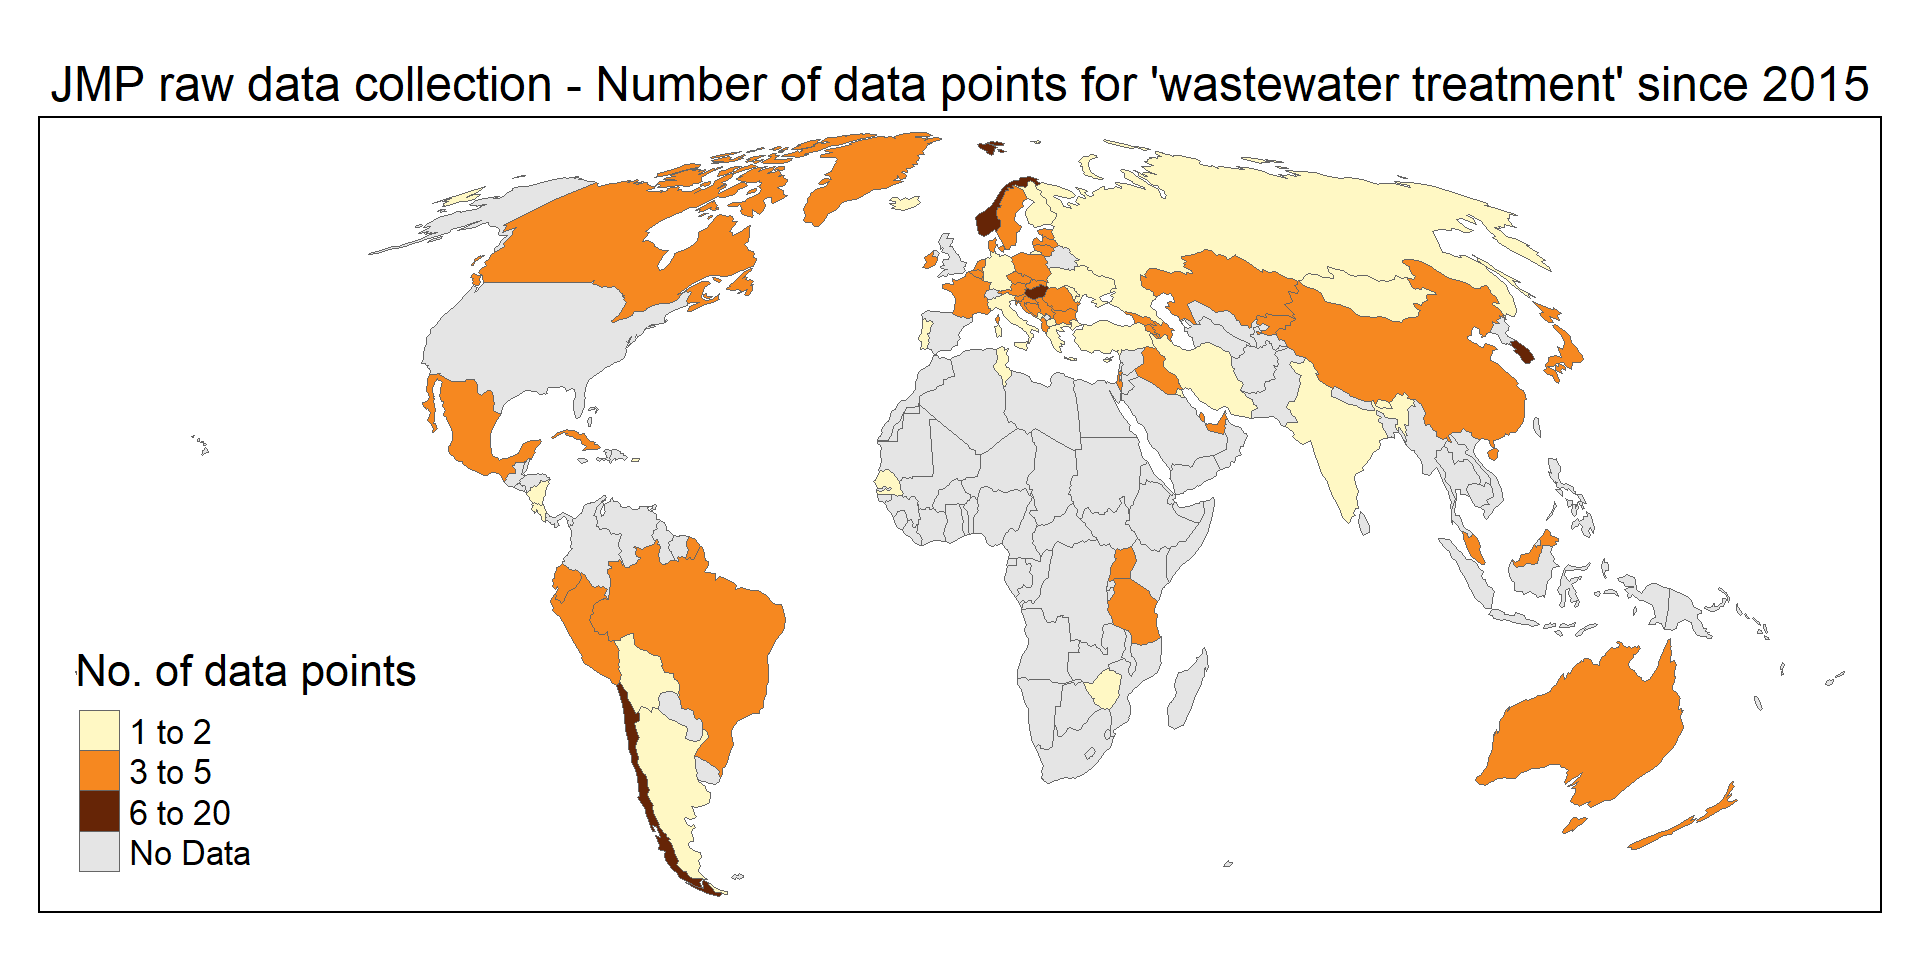 JMP raw data collection - Number of data points for 'wastewater treatment' since 2015
No. of data points
1 to 2
3 to 5
6 to 20
No Data